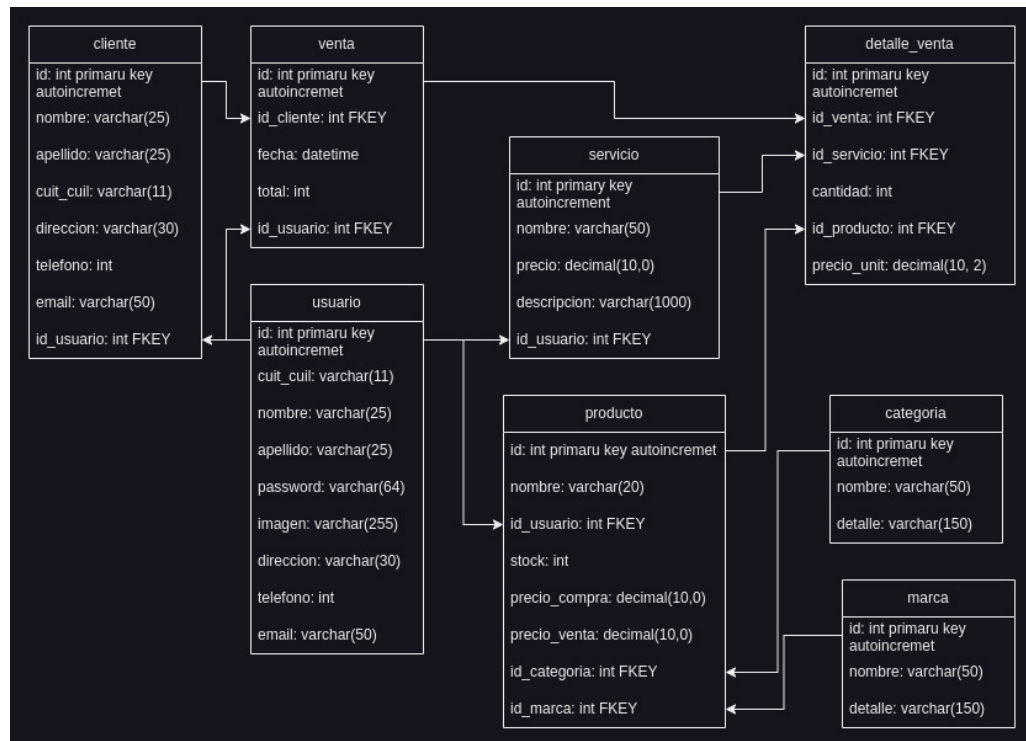 cliente
id: int primaru key
autoincremet
nombre: varchar(25)
apellido: varchar(25)
cuit_cuil: varchar(11)
direccion: varchar(30)
telefono: int
email: varchar(50)
id_usuario: int FKEY
venta
id: int primaru key
autoincremet
id_cliente: int FKEY
fecha: datetime
total: int
id_usuario: int FKEY
detalle_venta
id: int primaru key
autoincremet
id_venta: int FKEY
id_servicio: int FKEY
cantidad: int
id_producto: int FKEY
precio_unit: decimal(10, 2)
servicio
id: int primary key
autoincrement
nombre: varchar(50)
precio: decimal(10,0)
descripcion: varchar(1000)
id_usuario: int FKEY
usuario
id: int primaru key
autoincremet
cuit_cuil: varchar(11)
nombre: varchar(25)
apellido: varchar(25)
password: varchar(64)
imagen: varchar(255)
direccion: varchar(30)
telefono: int
email: varchar(50)
producto
id: int primaru key autoincremet
nombre: varchar(20)
id_usuario: int FKEY
stock: int
precio_compra: decimal(10,0)
precio_venta: decimal(10,0)
id_categoria: int FKEY
id_marca: int FKEY
categoria
id: int primaru key
autoincremet
nombre: varchar(50)
detalle: varchar(150)
marca
id: int primaru key
autoincremet
nombre: varchar(50)
detalle: varchar(150)